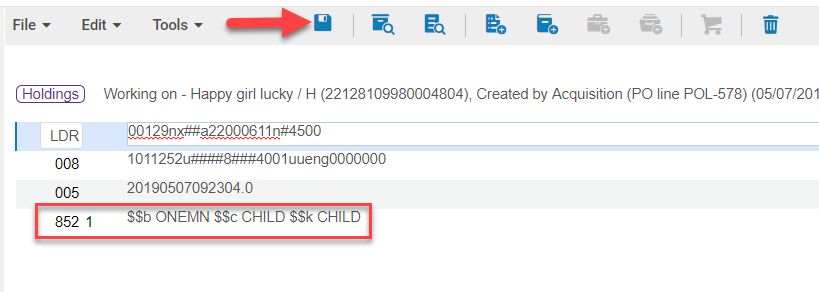 File Edit Tools
Holdings Working on - Happy girl lucky / H (22128109980004804), Created by Acquisition (PO line POL-578) (05/07/201
LDR 00129nx##a22000611n#4500
008 1011252u####8###4001uueng0000000
005 20190507092304.0
852 1 $$b ONEMN $$c CHILD $$k CHILD